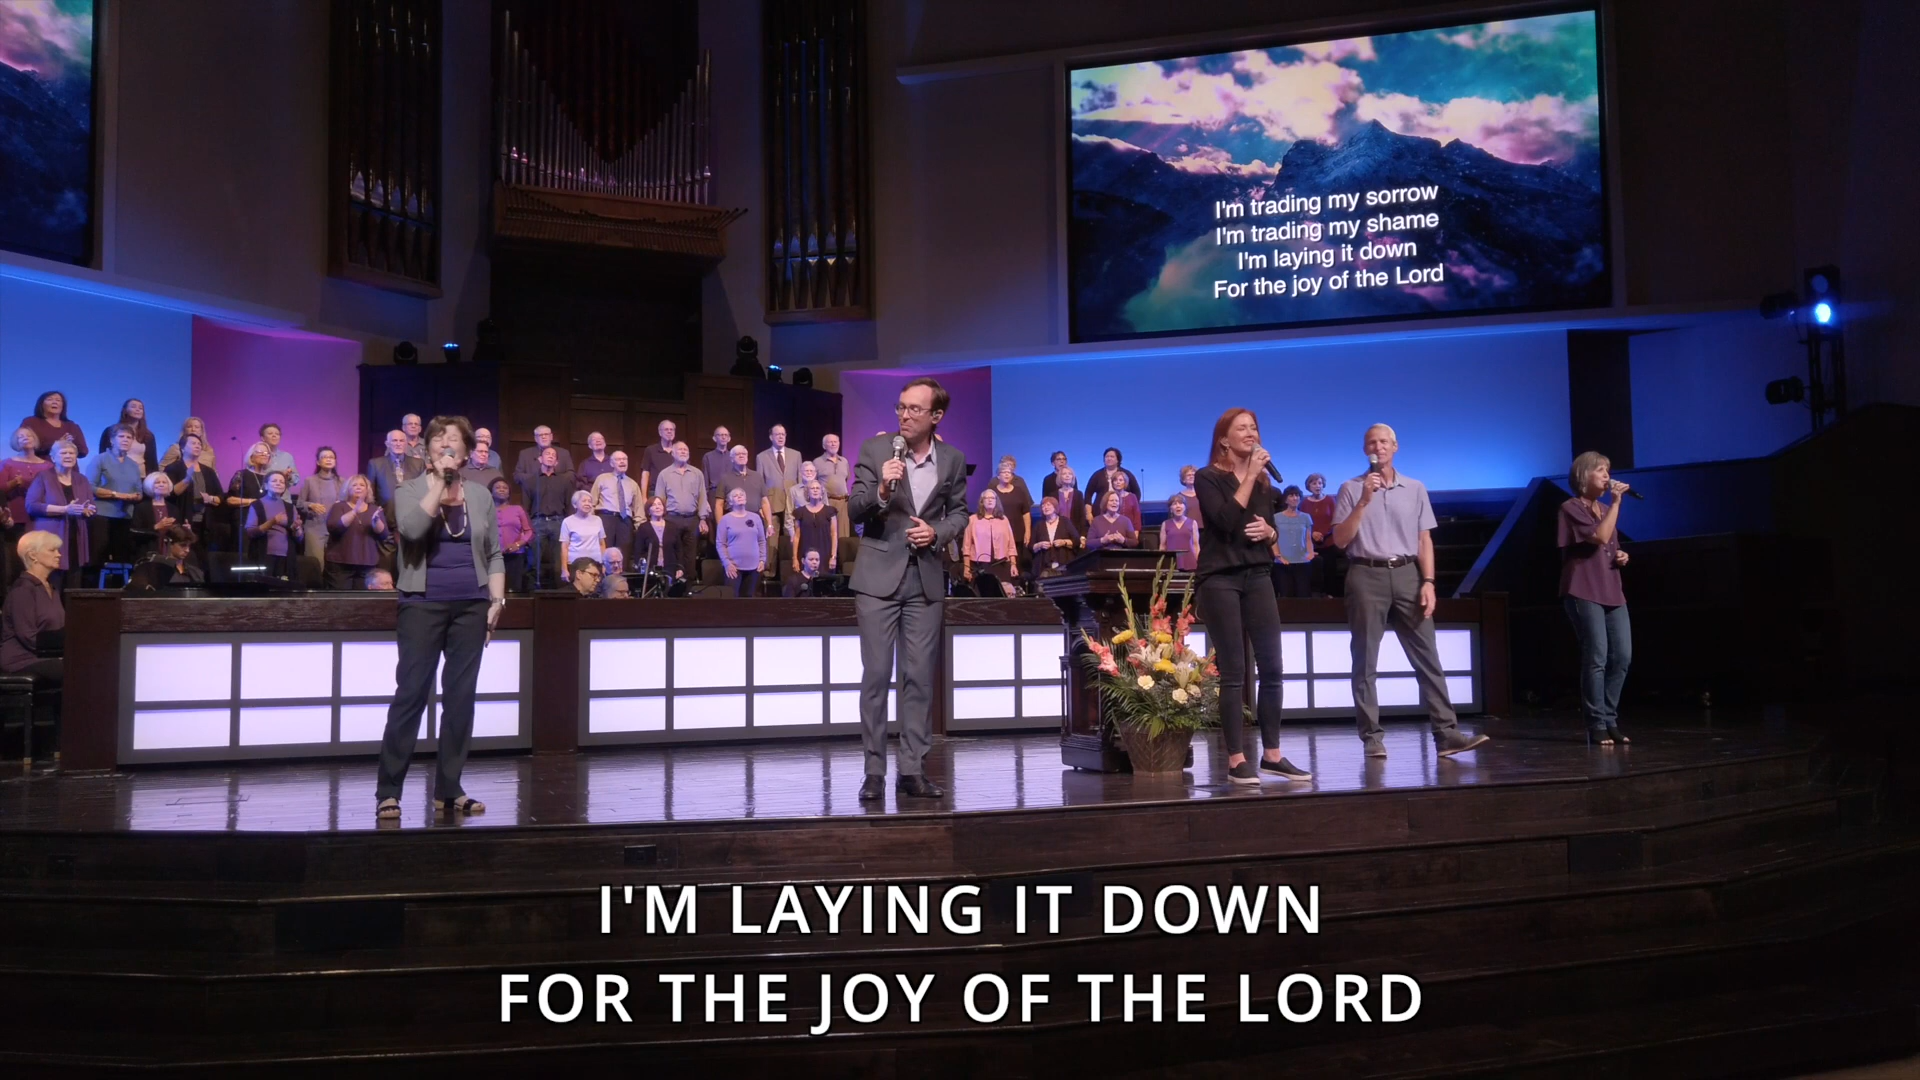 I'm trading my sorrow
I'm trading my shame
I'm laying it down
For the joy of the Lord
I'M LAYING IT DOWN
FOR THE JOY OF THE LORD